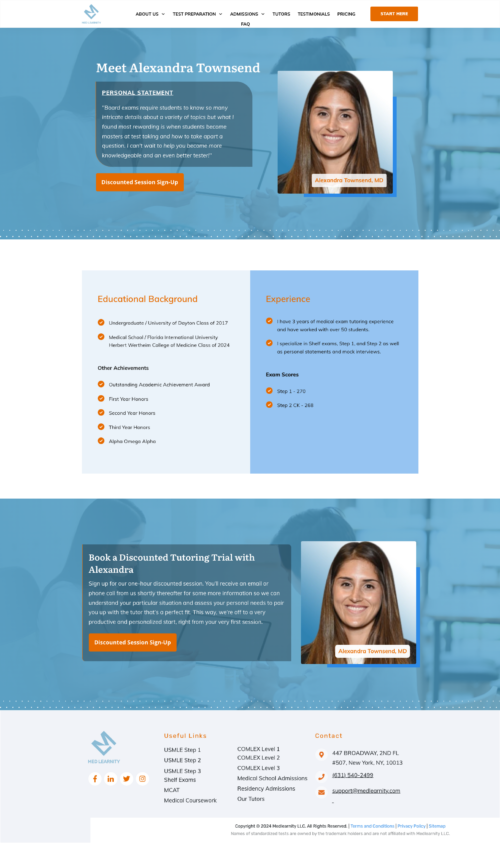 MED LEARNITY
ABOUT US TEST PREPARATION ADMISSIONS TUTORS TESTIMONIALS PRICING
FAQ
START HERE
Meet Alexandra Townsend
PERSONAL STATEMENT
"Board exams require students to know so many
intricate details about a variety of topics but what I
found most rewarding is when students become
masters at test taking and how to take apart a
question. I can't wait to help you become more
knowledgeable and an even better tester!"
Discounted Session Sign-Up
Alexandra Townsend, MD
Educational Background
Undergraduate / University of Dayton Class of 2017
Medical School / Florida International University
Herbert Wertheim College of Medicine Class of 2024
Other Achievements
Outstanding Academic Achievement Award
First Year Honors
Second Year Honors
Third Year Honors
Alpha Omega Alpha
Experience
I have 3 years of medical exam tutoring experience
and have worked with over 50 students.
I specialize in Shelf exams, Step 1, and Step 2 as well
as personal statements and mock interviews.
Exam Scores
Step 1 - 270
Step 2 CK - 268
Book a Discounted Tutoring Trial with
Alexandra
Sign up for our one-hour discounted session. You'll receive an email or
phone call from us shortly thereafter for some more information so we can
understand your particular situation and assess your personal needs to pair
you up with the tutor that's a perfect fit. This way, we're off to a very
productive and personalized start, right from your very first session.
Discounted Session Sign-Up
Alexandra Townsend, MD
MED LEARNITY
Useful Links
USMLE Step 1
USMLE Step 2
USMLE Step 3
Shelf Exams
MCAT
Medical Coursework
COMLEX Level 1
COMLEX Level 2
COMLEX Level 3
Medical School Admissions
Residency Admissions
Our Tutors
Contact
447 BROADWAY, 2ND FL
#507, New York, NY, 10013
(631) 540-2499
support@medlearnity.com
Copyright © 2024 Medlearnity LLC. All Rights Reserved. | Terms and Conditions | Privacy Policy | Sitemap
Names of standardized tests are owned by the trademark holders and are not affiliated with Medlearnity LLC.